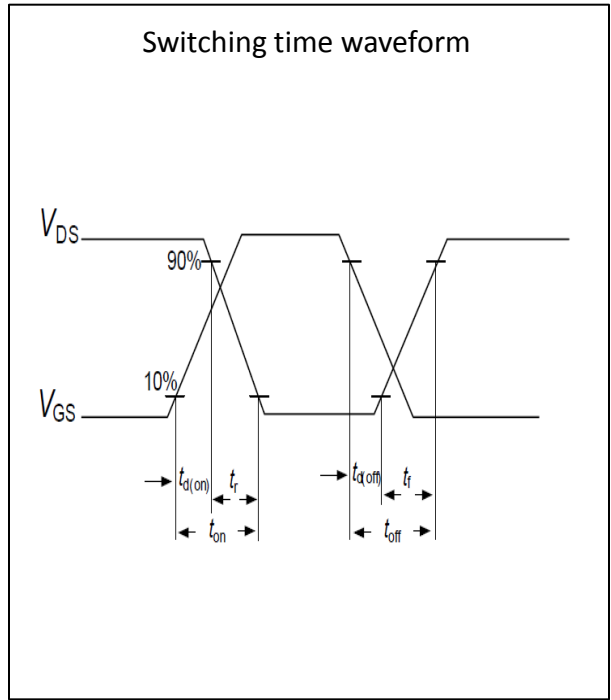 Switching time waveform
VDS
90%
10%
VGS
td(on) tr td(off) tf
ton toff